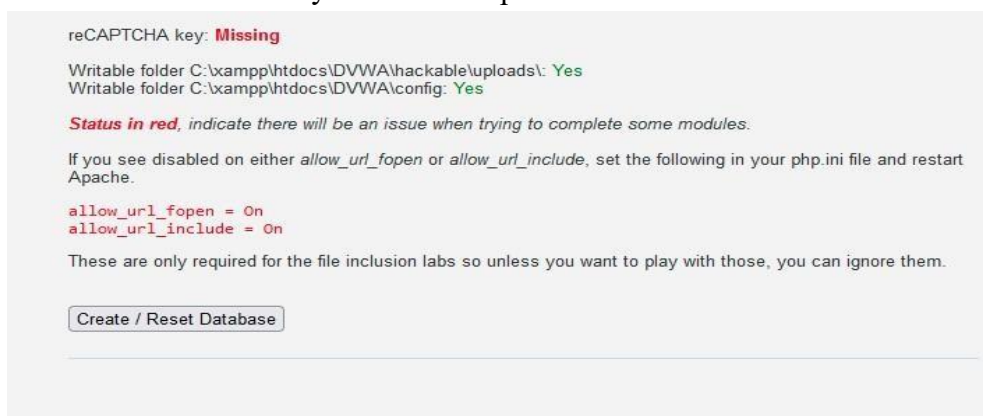 reCAPTCHA key: Missing
Writable folder C:\xampp\htdocs\DVWA\hackable\uploads\: Yes
Writable folder C:\xampp\htdocs\DVWA\config: Yes
Status in red, indicate there will be an issue when trying to complete some modules.
If you see disabled on either allow_url_fopen or allow_url_include, set the following in your php.ini file and restart
Apache.
allow_url_fopen = On
allow_url_include = On
These are only required for the file inclusion labs so unless you want to play with those, you can ignore them.
Create / Reset Database